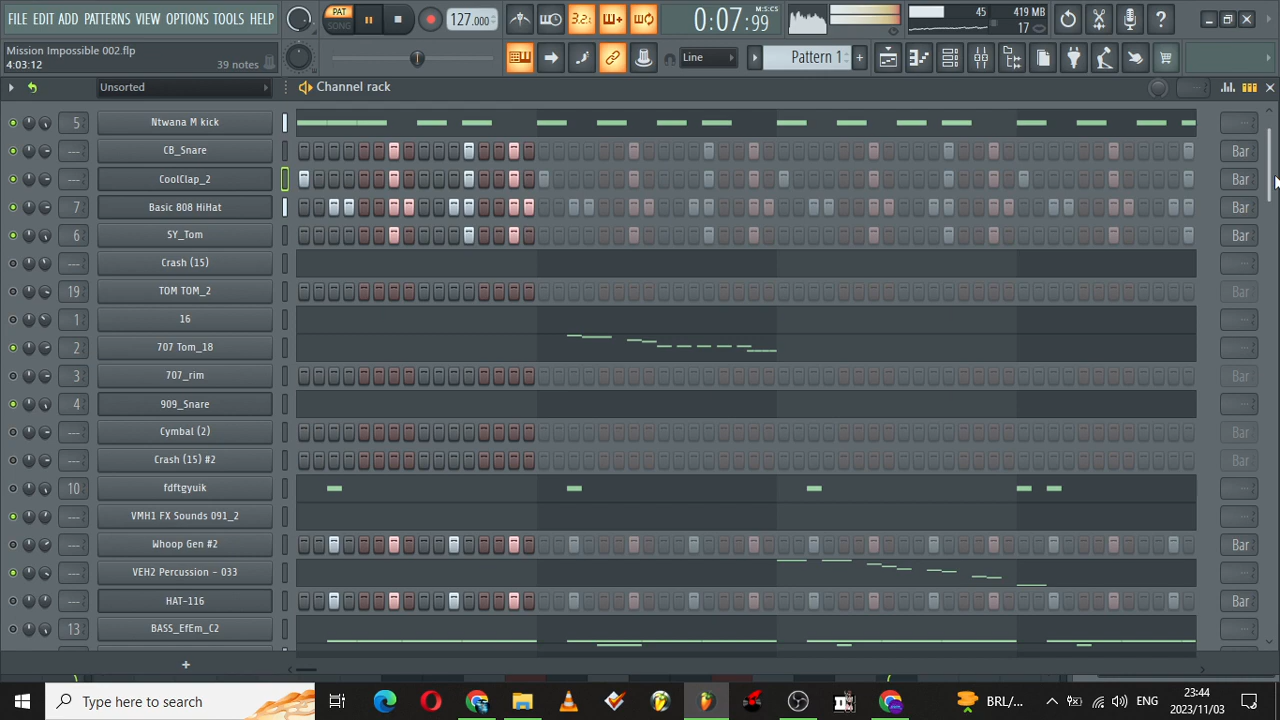 FILE EDIT ADD PATTERNS VIEW OPTIONS TOOLS HELP
PAT
SONG
127.000
3.2.
0:07:99
M:S:CS
45
419 MB
17
Mission Impossible 002.flp
4:03:12
39 notes
Line
Pattern 1
Unsorted
Channel rack
5
Ntwana M kick
---
CB_Snare
Bar
---
CoolClap_2
Bar
7
Basic 808 HiHat
Bar
6
SY_Tom
Bar
---
Crash (15)
19
TOM TOM_2
1
16
2
707 Tom_18
3
707_rim
4
909_Snare
---
Cymbal (2)
---
Crash (15) #2
10
fdftgyuik
---
VMH1 FX Sounds 091_2
---
Whoop Gen #2
Bar
---
VEH2 Percussion - 033
---
HAT-116
Bar
13
BASS_EfEm_C2
+
Type here to search
BRL/...
ENG
23:44
2023/11/03